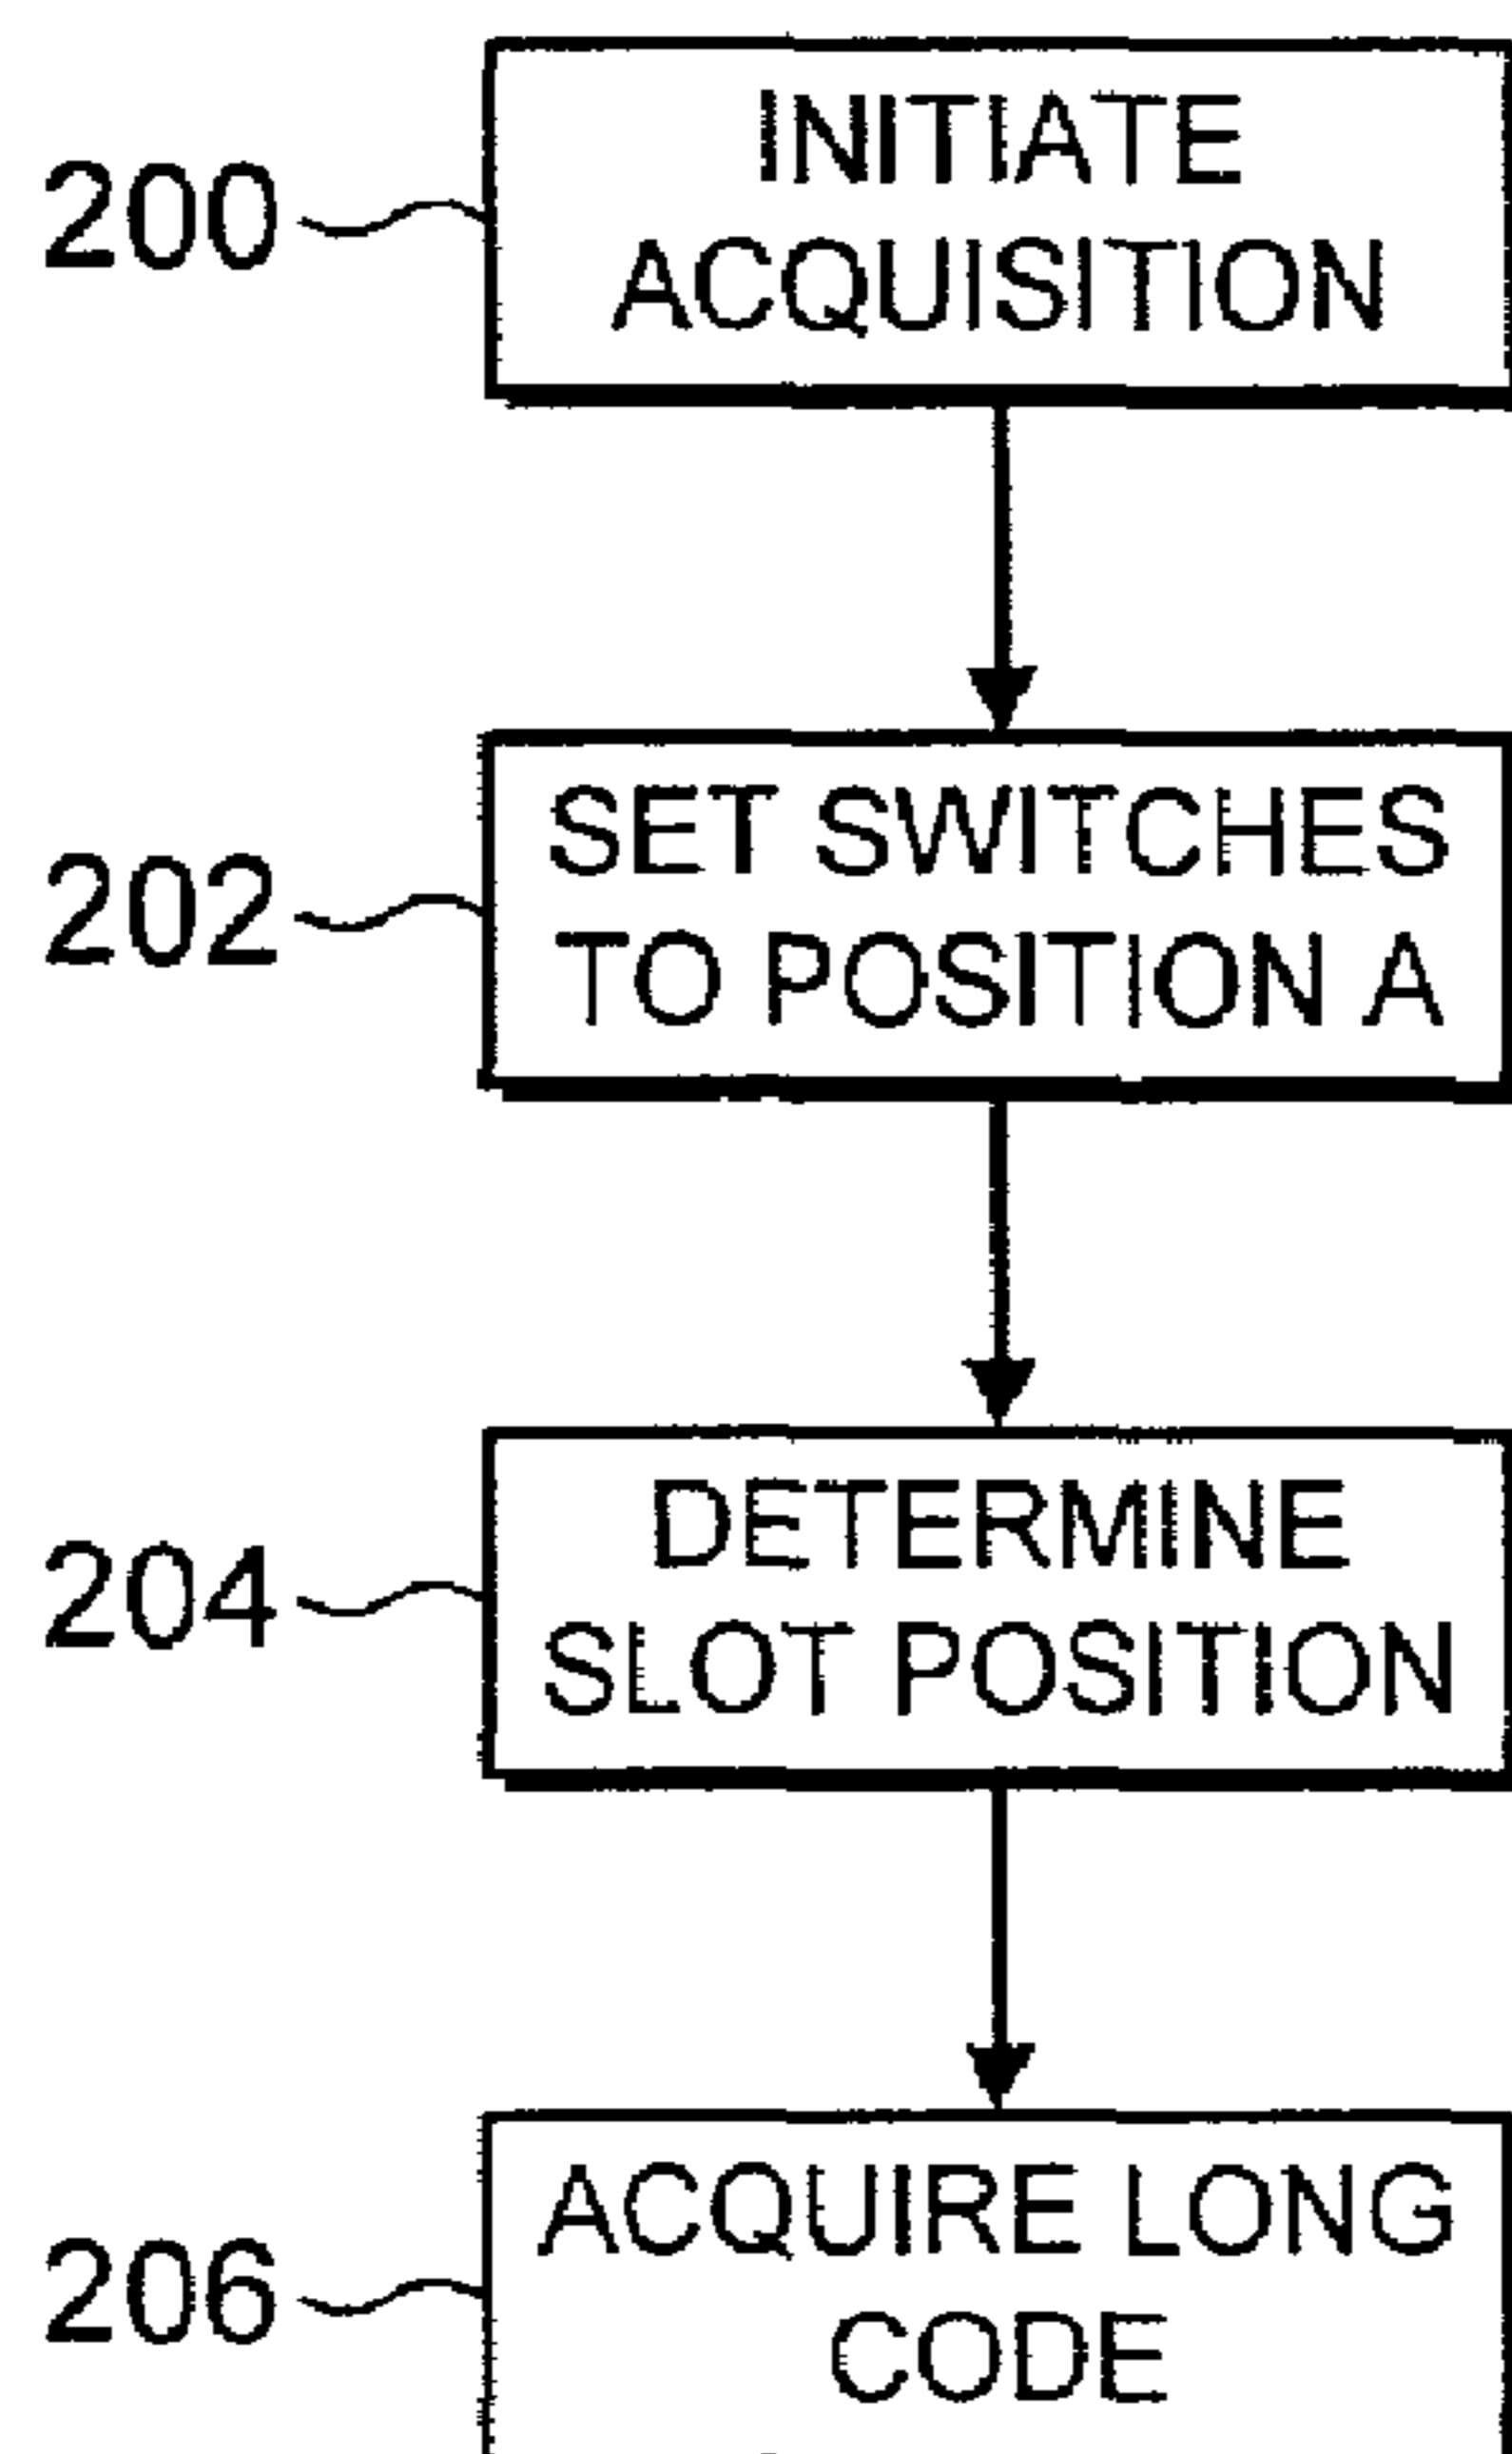 200
INITIATE
ACQUISITION
202
SET SWITCHES
TO POSITION A
204
DETERMINE
SLOT POSITION
206
ACQUIRE LONG
CODE